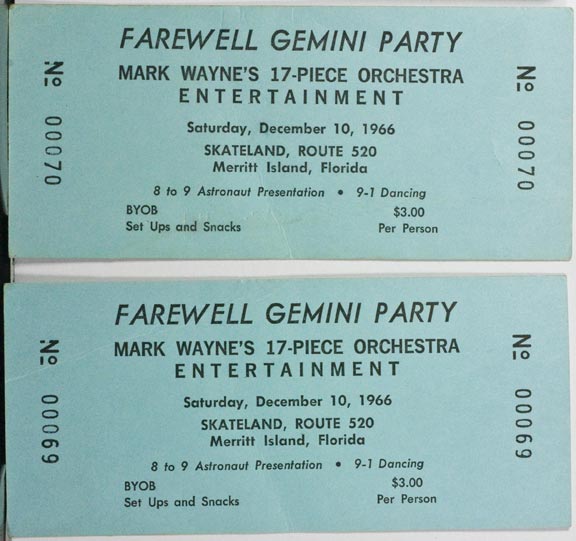 FAREWELL GEMINI PARTY
MARK WAYNE'S 17-PIECE ORCHESTRA
ENTERTAINMENT
Saturday, December 10, 1966
SKATELAND, ROUTE 520
Merritt Island, Florida
8 to 9 Astronaut Presentation • 9-1 Dancing
BYOB $3.00
Set Ups and Snacks Per Person
№ 00070
№ 00070
FAREWELL GEMINI PARTY
MARK WAYNE'S 17-PIECE ORCHESTRA
ENTERTAINMENT
Saturday, December 10, 1966
SKATELAND, ROUTE 520
Merritt Island, Florida
8 to 9 Astronaut Presentation • 9-1 Dancing
BYOB $3.00
Set Ups and Snacks Per Person
№ 00069
№ 00069